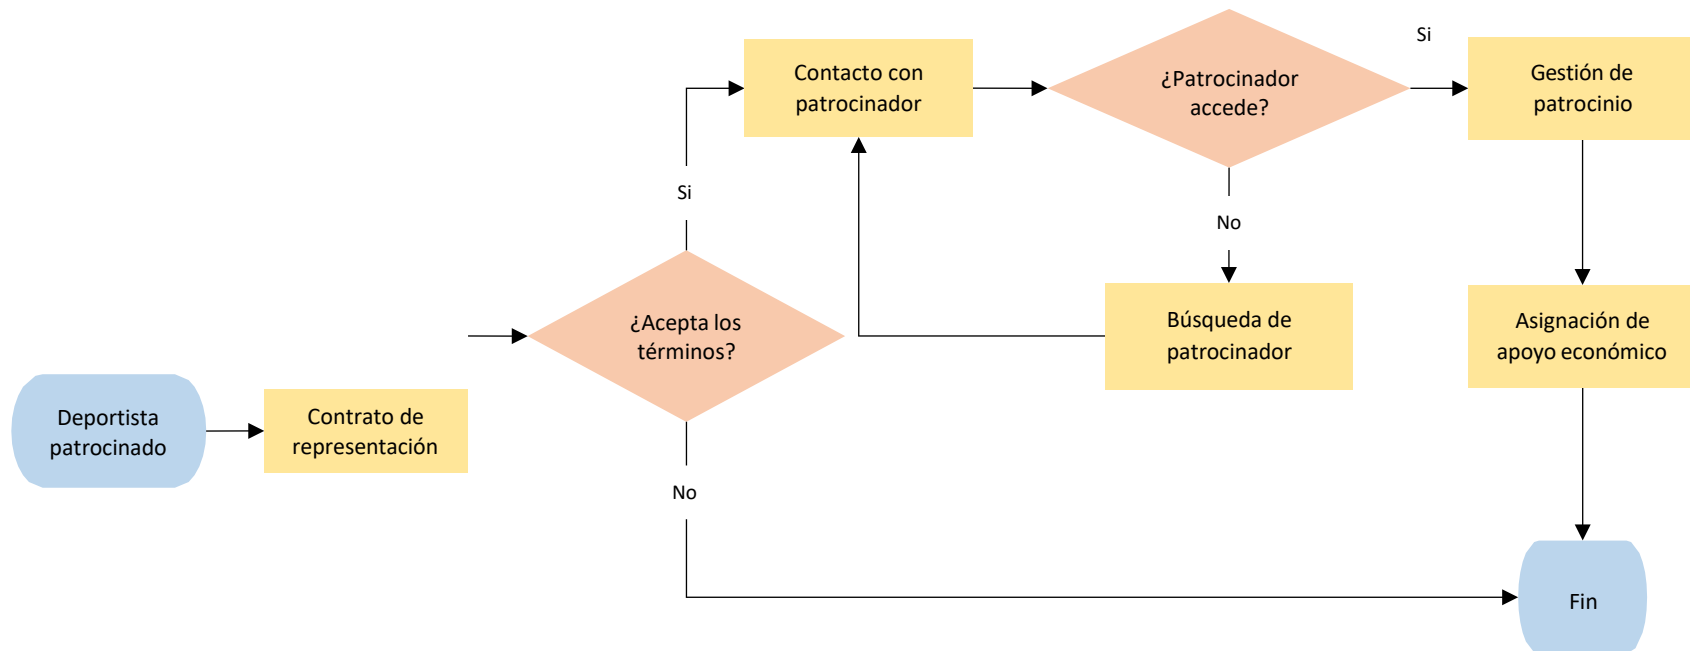 Deportista
patrocinado
Contrato de
representación
¿Acepta los
términos?
Si
No
Contacto con
patrocinador
¿Patrocinador
accede?
Si
No
Búsqueda de
patrocinador
Gestión de
patrocinio
Asignación de
apoyo económico
Fin